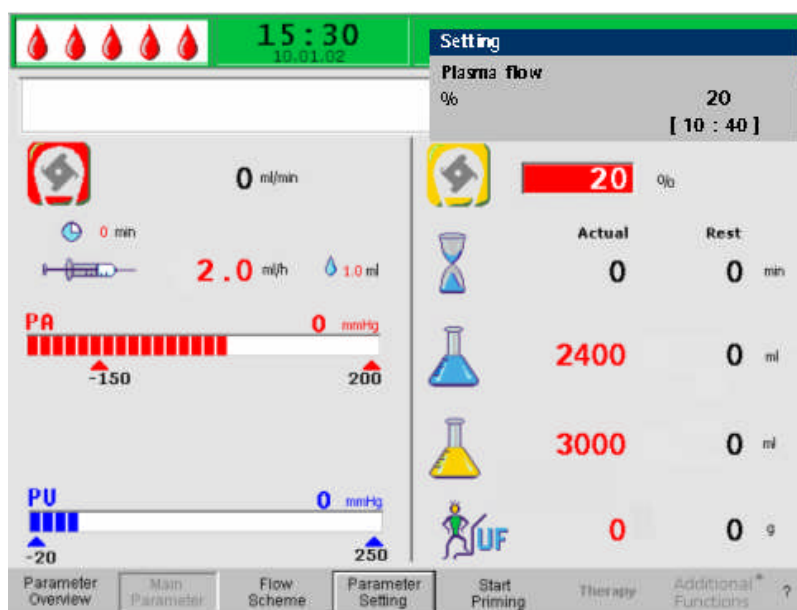 15:30
10.01.02
Setting
Plasma flow
% 20
[ 10 : 40 ]
0 ml/min
20 %
0 min
Actual Rest
2.0 ml/h 1.0 ml
0 0 min
PA 0 mmHg
-150 200
2400 0 ml
3000 0 ml
PV 0 mmHg
-20 250
UF 0 0 g
Parameter Overview
Main Parameter
Flow Scheme
Parameter Setting
Start Priming
Therapy
Additional* Functions
?